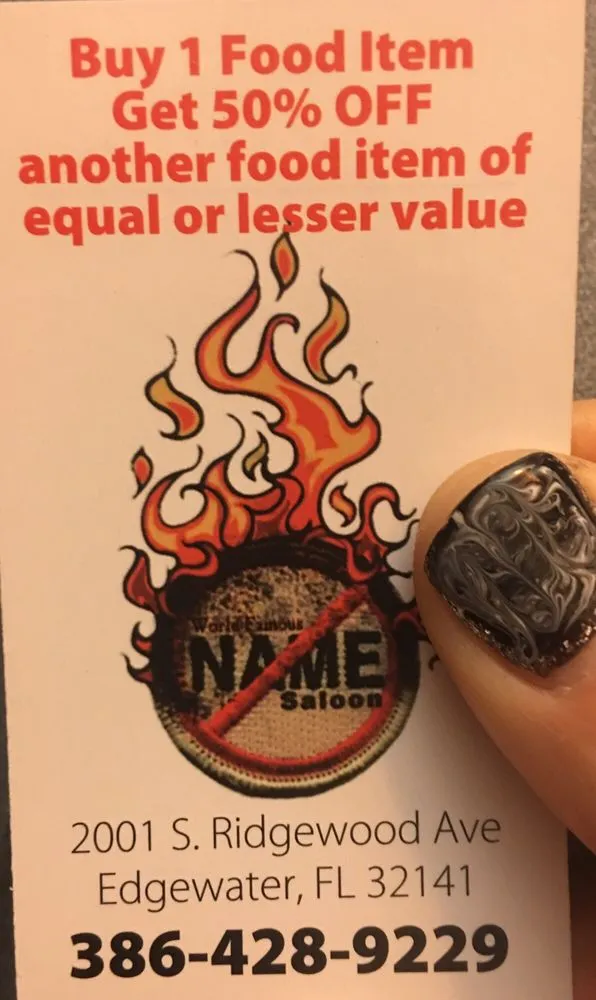 Buy 1 Food Item
Get 50% OFF
another food item of
equal or lesser value
World Famous
NAME
Saloon
2001 S. Ridgewood Ave
Edgewater, FL 32141
386-428-9229